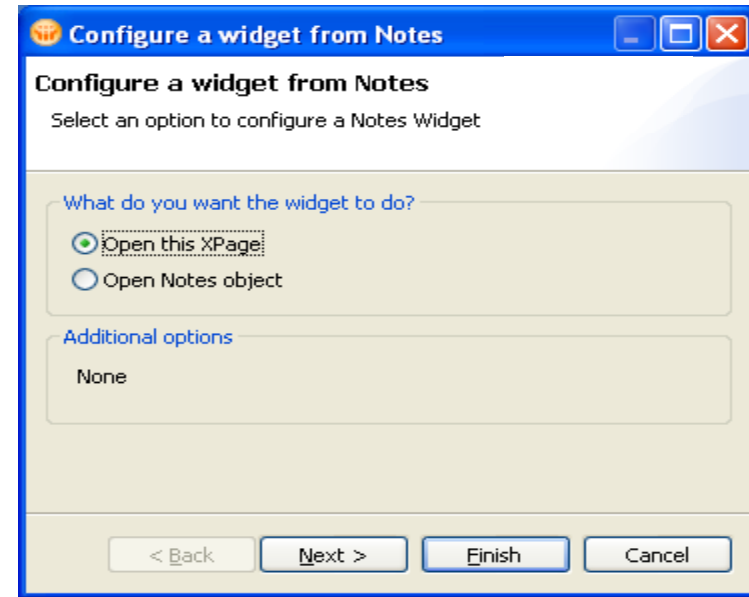 Configure a widget from Notes
Configure a widget from Notes
Select an option to configure a Notes Widget
What do you want the widget to do?
Open this XPage
Open Notes object
Additional options
None
< Back Next > Finish Cancel